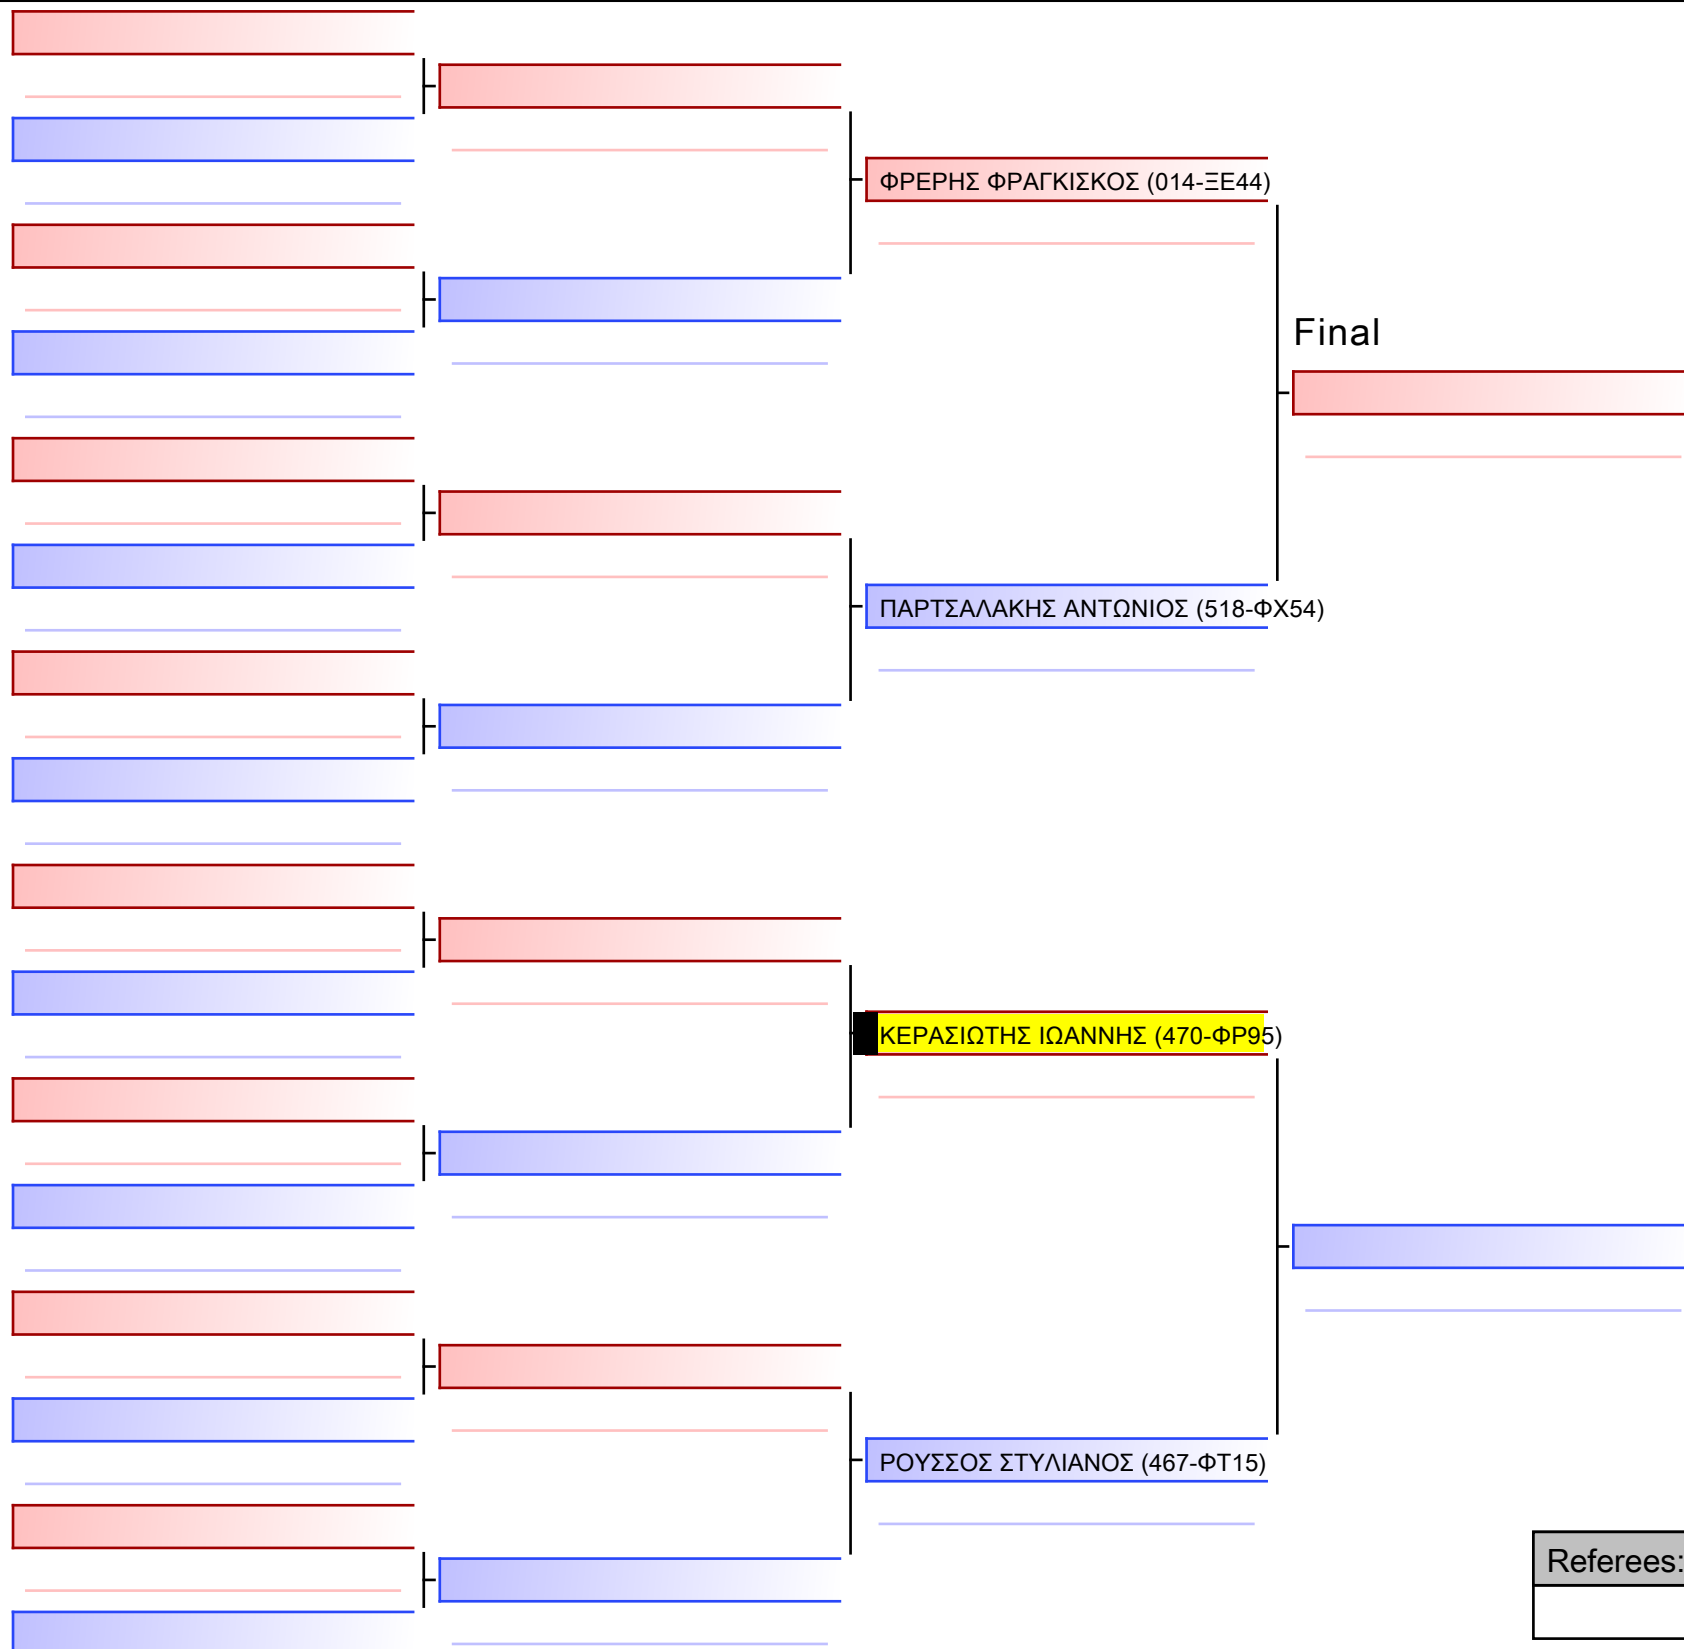 ΦΡΕΡΗΣ ΦΡΑΓΚΙΣΚΟΣ (014-ΞΕ44)
Final
ΠΑΡΤΣΑΛΑΚΗΣ ΑΝΤΩΝΙΟΣ (518-ΦΧ54)
ΚΕΡΑΣΙΩΤΗΣ ΙΩΑΝΝΗΣ (470-ΦΡ95)
ΡΟΥΣΣΟΣ ΣΤΥΛΙΑΝΟΣ (467-ΦΤ15)
Referees: